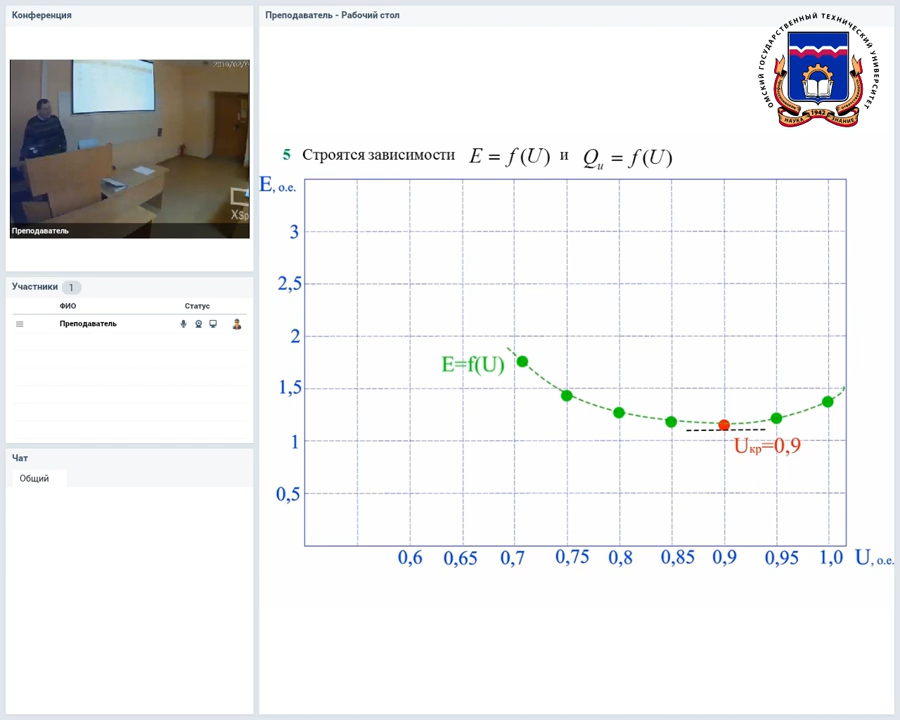 Конференция
Преподаватель
Участники 1
ФИО Статус
Преподаватель
Чат
Общий
Преподаватель - Рабочий стол
ОМСКИЙ ГОСУДАРСТВЕННЫЙ ТЕХНИЧЕСКИЙ УНИВЕРСИТЕТ
НАУКА 1942 ЗНАНИЕ
5 Строятся зависимости E = f(U) и Qи = f(U)
E, о.е.
3
2,5
2
1,5
1
0,5
E=f(U)
Uкр=0,9
0,6 0,65 0,7 0,75 0,8 0,85 0,9 0,95 1,0 U, о.е.